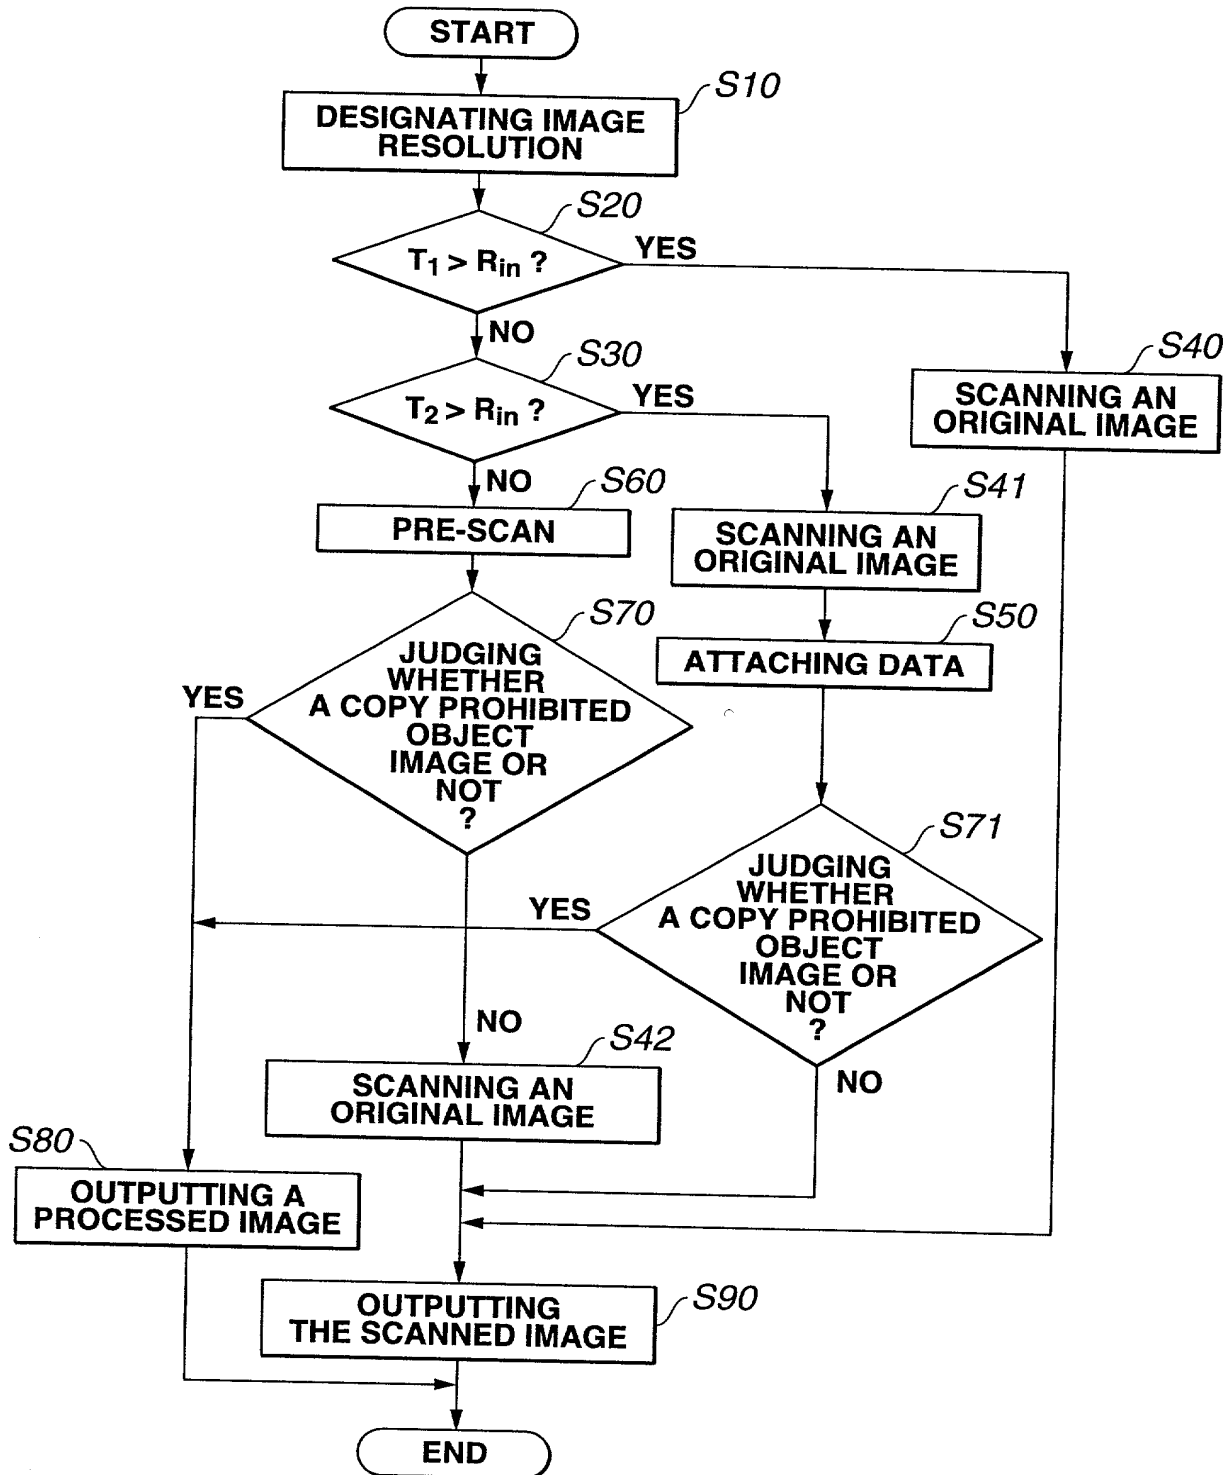 START
S10
DESIGNATING IMAGE
RESOLUTION
S20
T1 > Rin ?
YES
NO
S30
T2 > Rin ?
YES
S40
SCANNING AN
ORIGINAL IMAGE
NO
S60
PRE-SCAN
S41
SCANNING AN
ORIGINAL IMAGE
S70
JUDGING
WHETHER
A COPY PROHIBITED
OBJECT
IMAGE OR
NOT
?
YES
S50
ATTACHING DATA
S71
JUDGING
WHETHER
A COPY PROHIBITED
OBJECT
IMAGE OR
NOT
?
YES
NO
NO
S42
SCANNING AN
ORIGINAL IMAGE
S80
OUTPUTTING A
PROCESSED IMAGE
S90
OUTPUTTING
THE SCANNED IMAGE
END